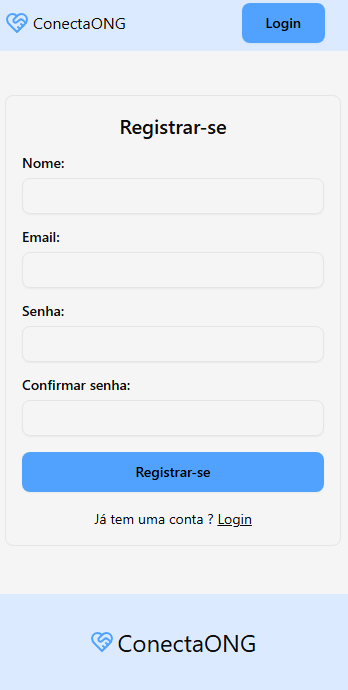 ConectaONG
Login
Registrar-se
Nome:
Email:
Senha:
Confirmar senha:
Registrar-se
Já tem uma conta ? Login
ConectaONG